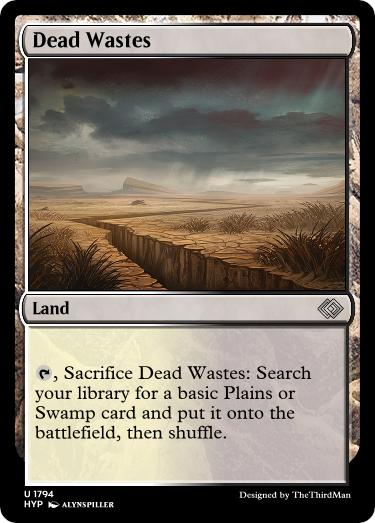 Dead Wastes
Land
, Sacrifice Dead Wastes: Search
your library for a basic Plains or
Swamp card and put it onto the
battlefield, then shuffle.
U 1794
HYP ALYNSPILLER
Designed by TheThirdMan